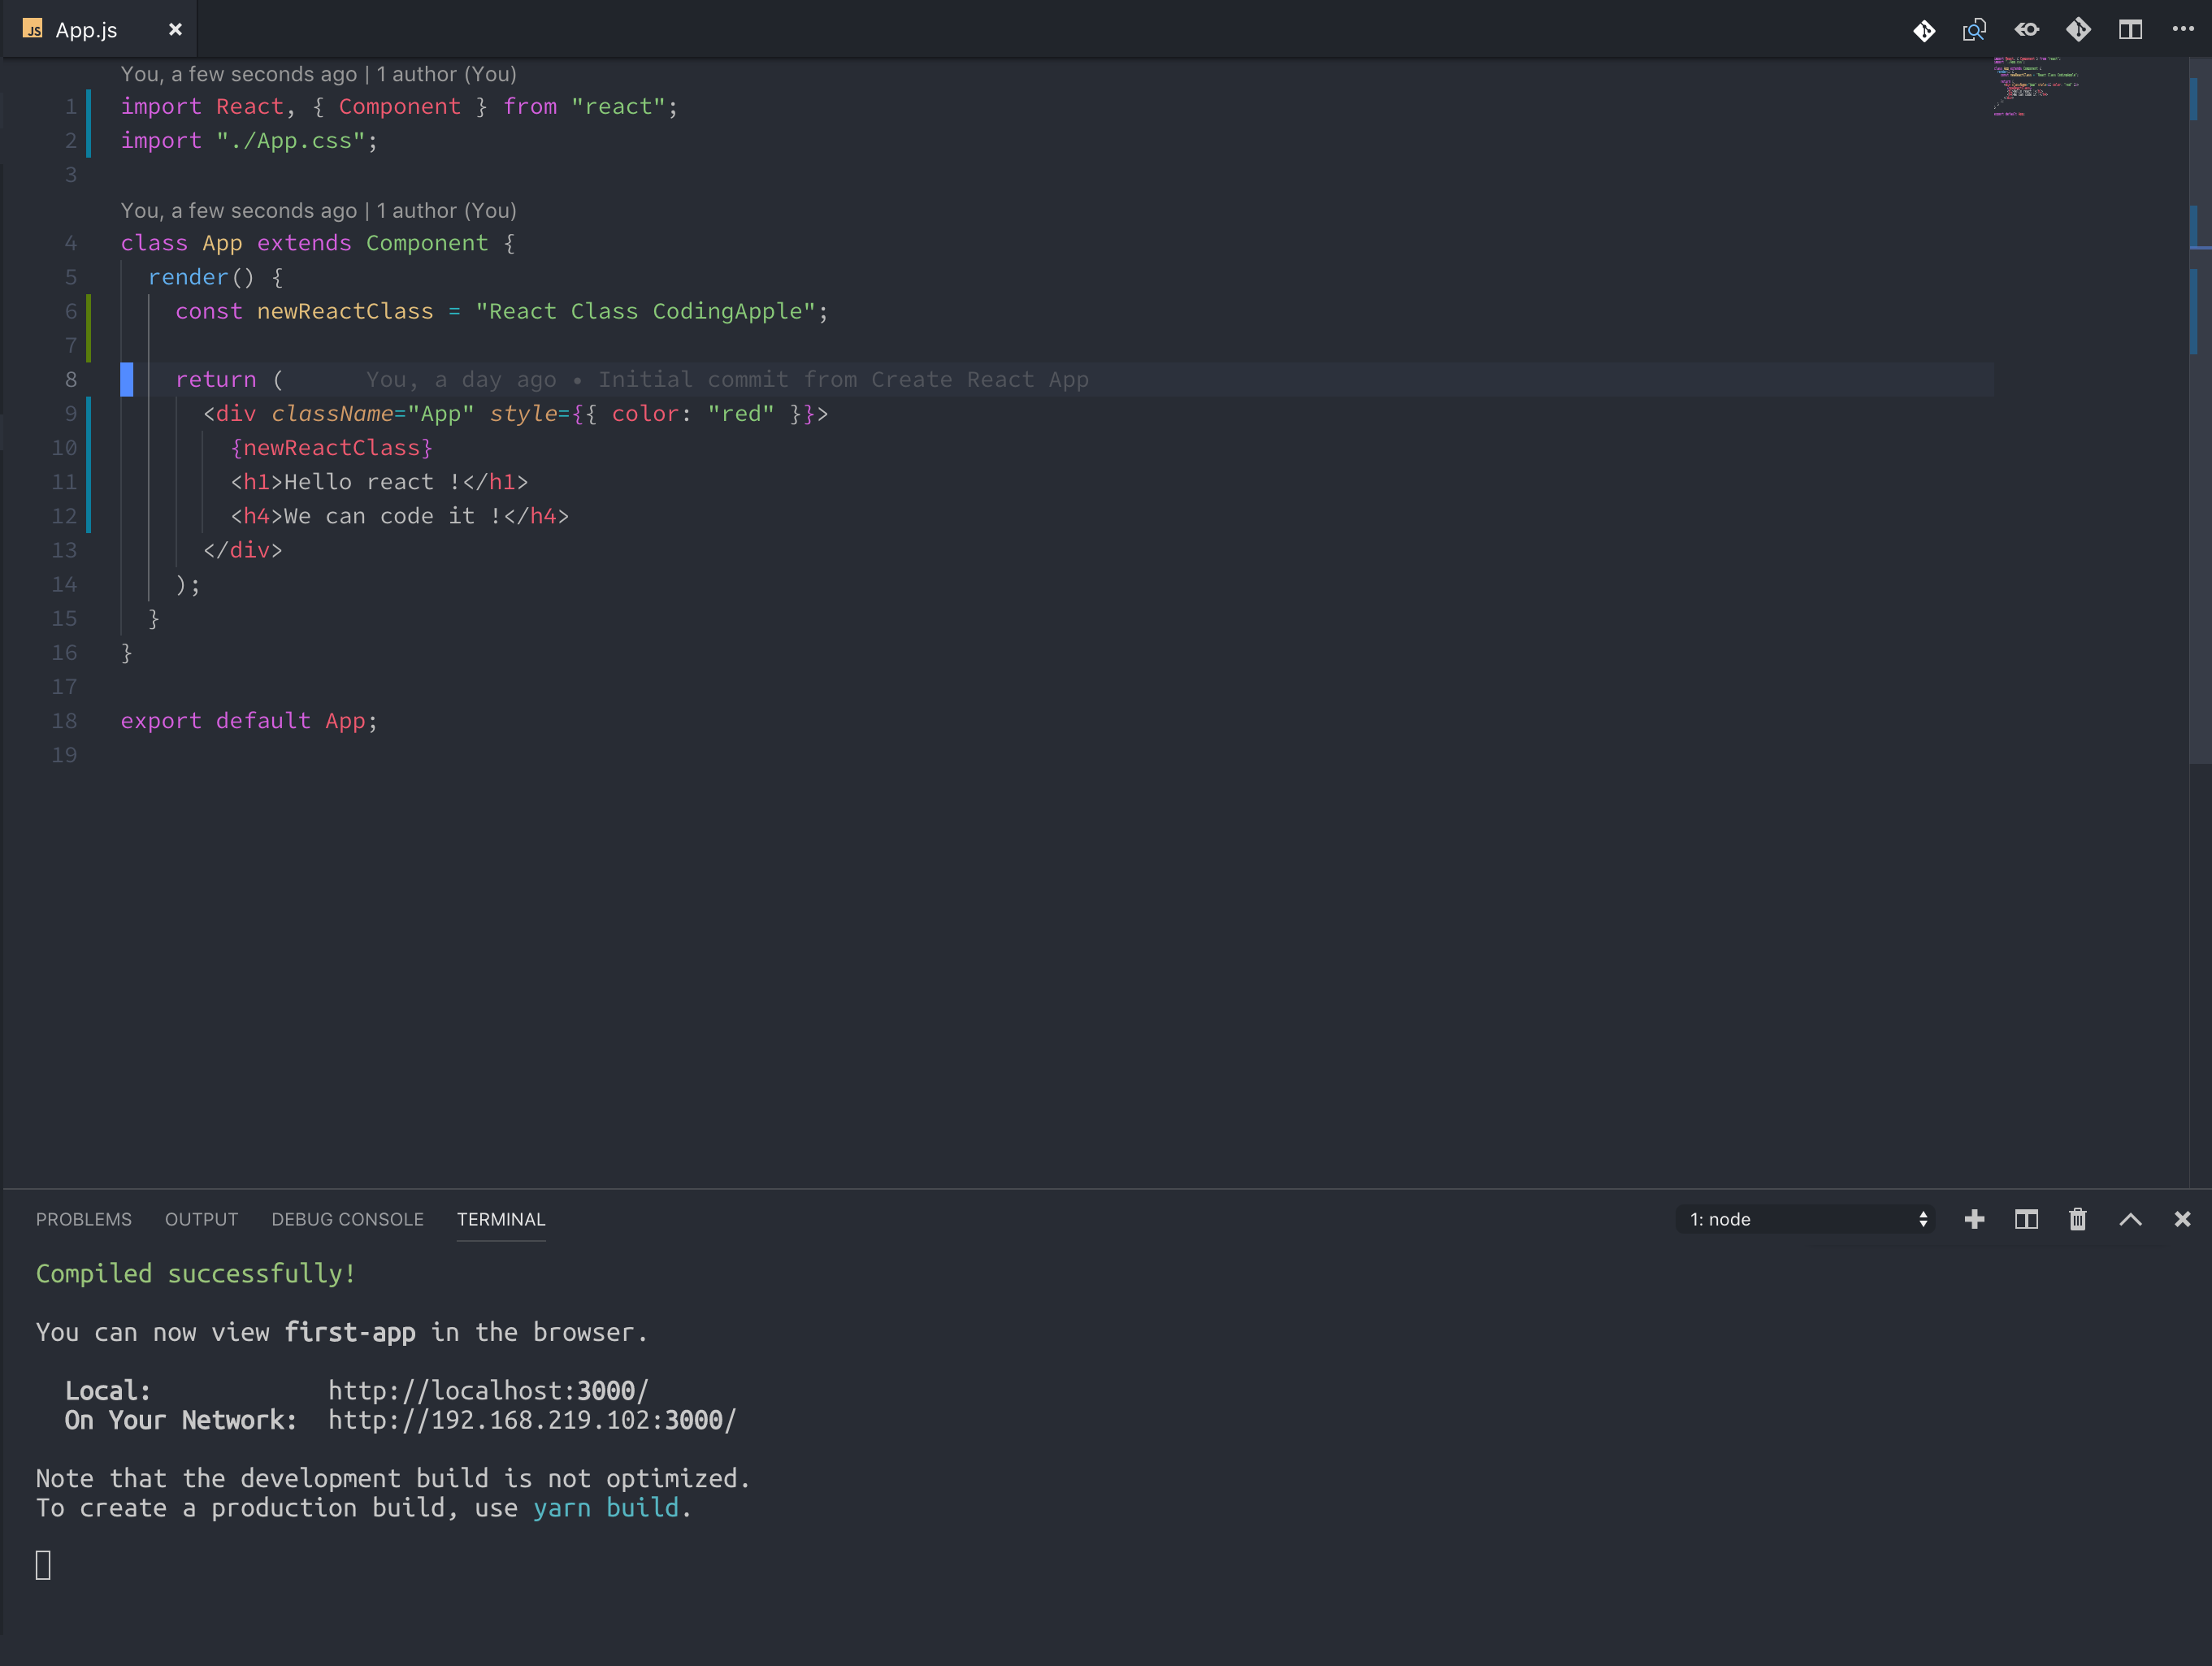 JS App.js
You, a few seconds ago | 1 author (You)
1 import React, { Component } from "react";
2 import "./App.css";
3
You, a few seconds ago | 1 author (You)
4 class App extends Component {
5 render() {
6 const newReactClass = "React Class CodingApple";
7
8 return ( You, a day ago • Initial commit from Create React App
9 <div className="App" style={{ color: "red" }}>
10 {newReactClass}
11 <h1>Hello react !</h1>
12 <h4>We can code it !</h4>
13 </div>
14 );
15 }
16 }
17
18 export default App;
19
PROBLEMS OUTPUT DEBUG CONSOLE TERMINAL 1: node
Compiled successfully!
You can now view first-app in the browser.
Local: http://localhost:3000/
On Your Network: http://192.168.219.102:3000/
Note that the development build is not optimized.
To create a production build, use yarn build.